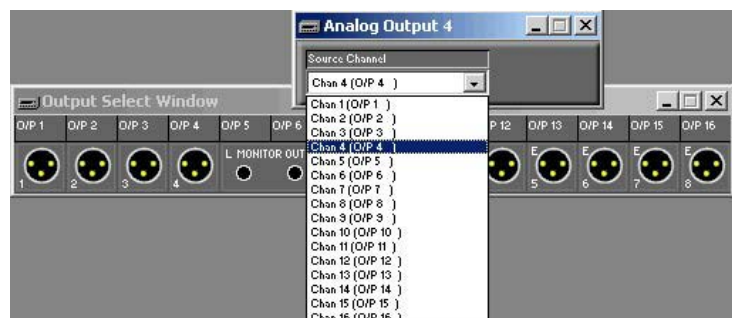 Analog Output 4
Source Channel
Chan 4 (O/P 4 )
Output Select Window
O/P 1 O/P 2 O/P 3 O/P 4 O/P 5 O/P 6 P 12 O/P 13 O/P 14 O/P 15 O/P 16
L MONITOR OUT
1 2 3 4 E 5 E 6 E 7 E 8
Chan 1 (O/P 1 )
Chan 2 (O/P 2 )
Chan 3 (O/P 3 )
Chan 4 (O/P 4 )
Chan 5 (O/P 5 )
Chan 6 (O/P 6 )
Chan 7 (O/P 7 )
Chan 8 (O/P 8 )
Chan 9 (O/P 9 )
Chan 10 (O/P 10 )
Chan 11 (O/P 11 )
Chan 12 (O/P 12 )
Chan 13 (O/P 13 )
Chan 14 (O/P 14 )
Chan 15 (O/P 15 )
Chan 16 (O/P 16 )